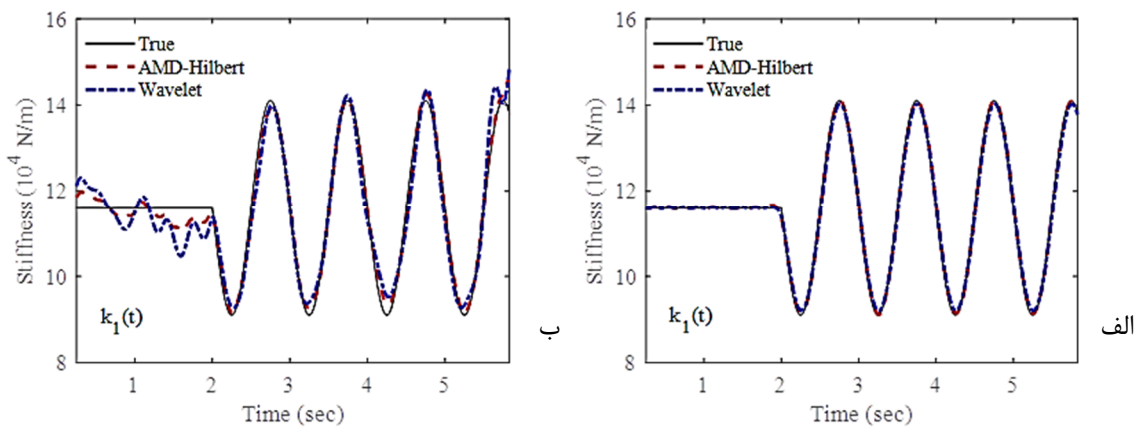 16
14
12
10
8
Stiffness (10^4 N/m)
True
AMD-Hilbert
Wavelet
k_1(t)
1 2 3 4 5
Time (sec)
ب
16
14
12
10
8
Stiffness (10^4 N/m)
True
AMD-Hilbert
Wavelet
k_1(t)
1 2 3 4 5
Time (sec)
الف